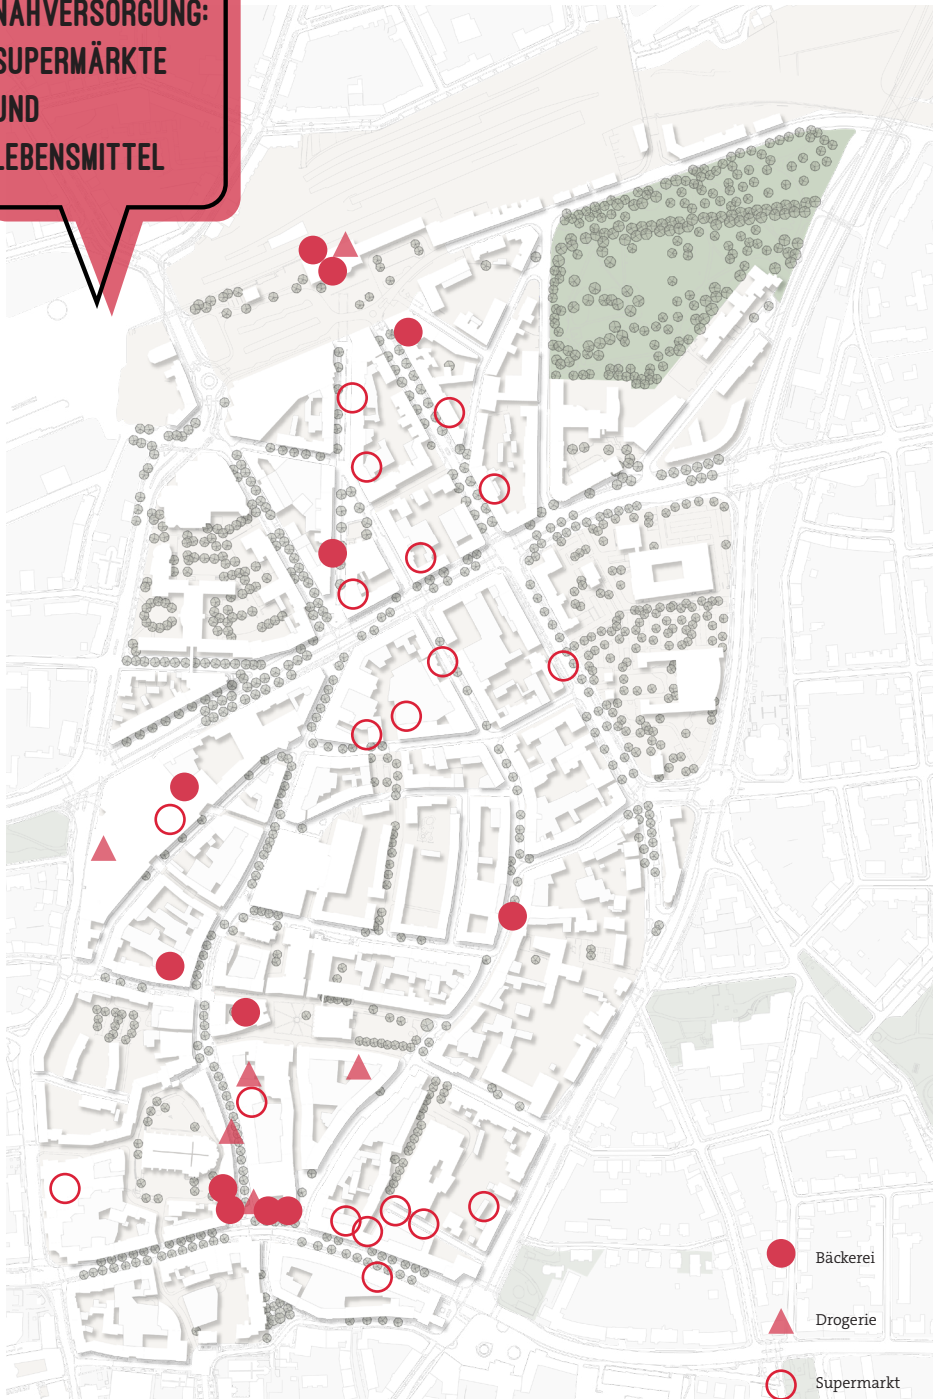 NAHVERSORGUNG:
SUPERMÄRKTE
UND
LEBENSMITTEL
Bäckerei
Drogerie
Supermarkt